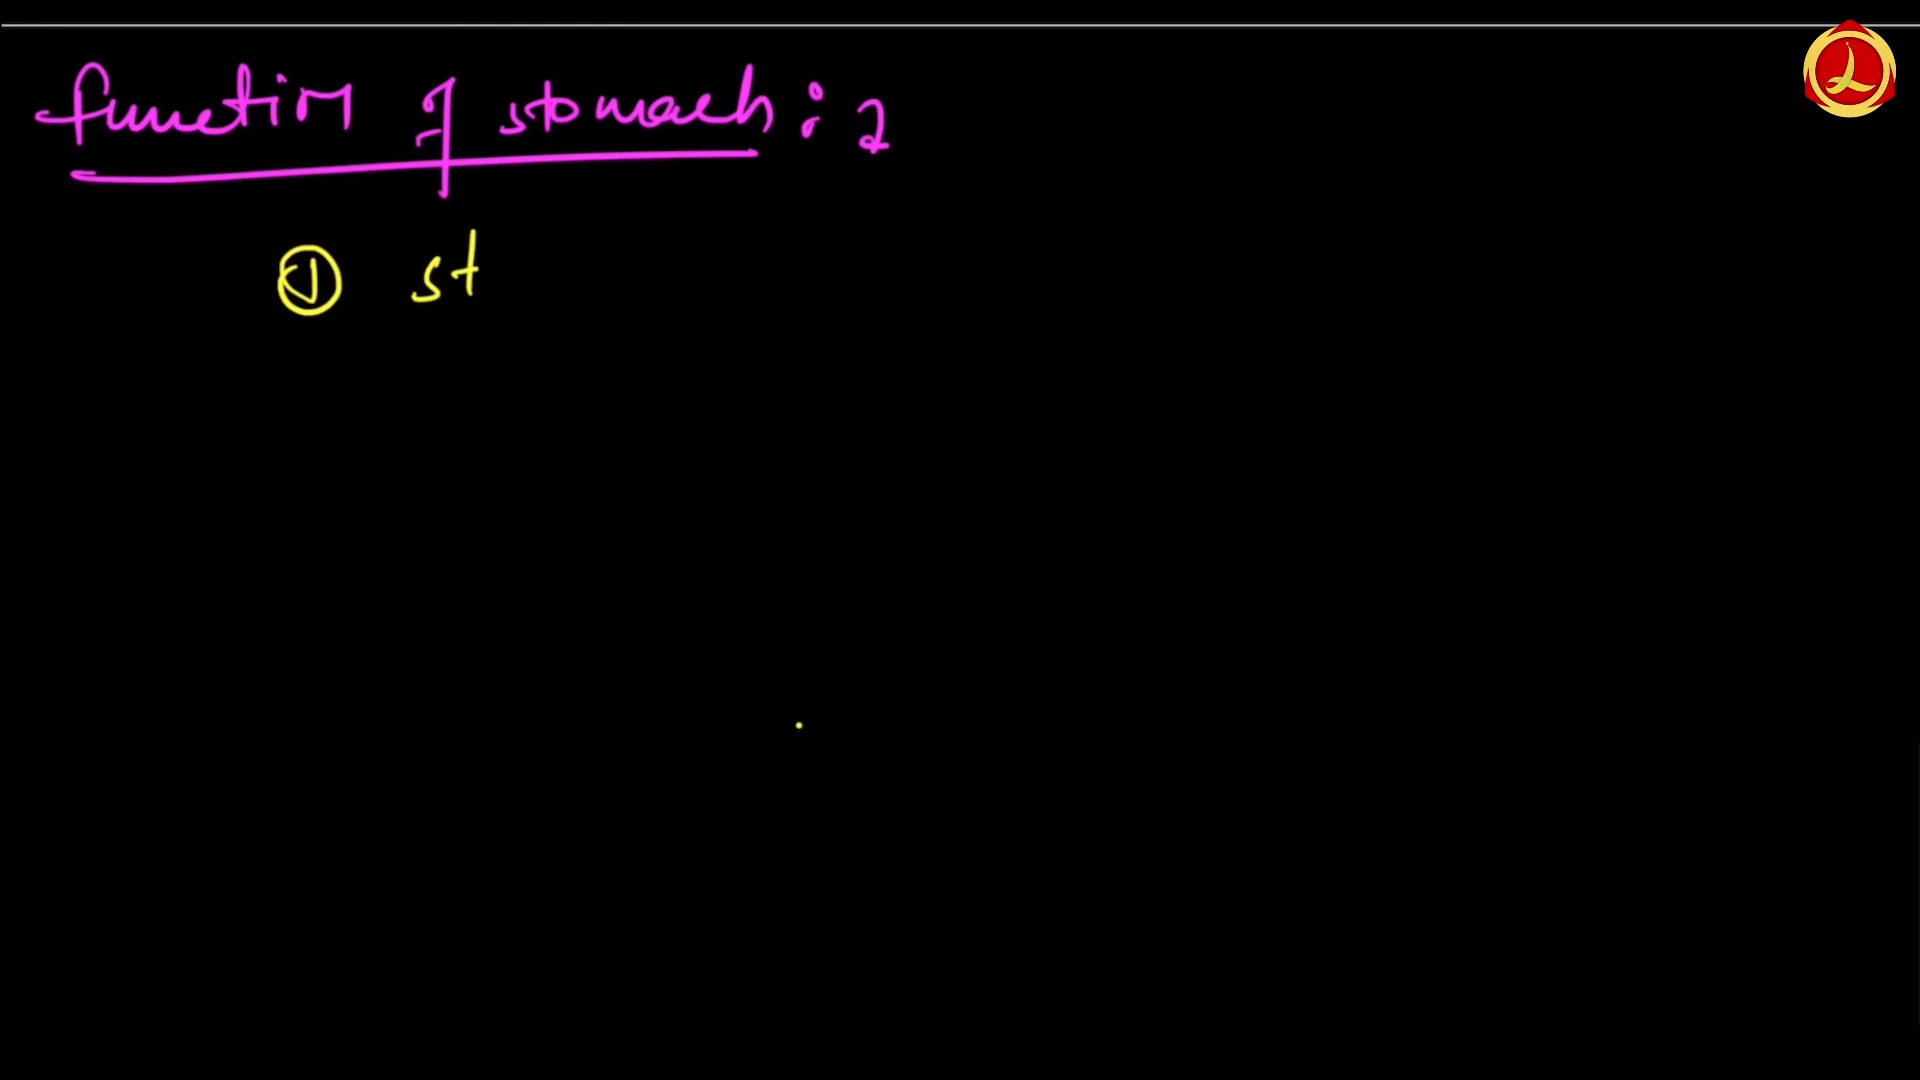 function of stomach :2
① st